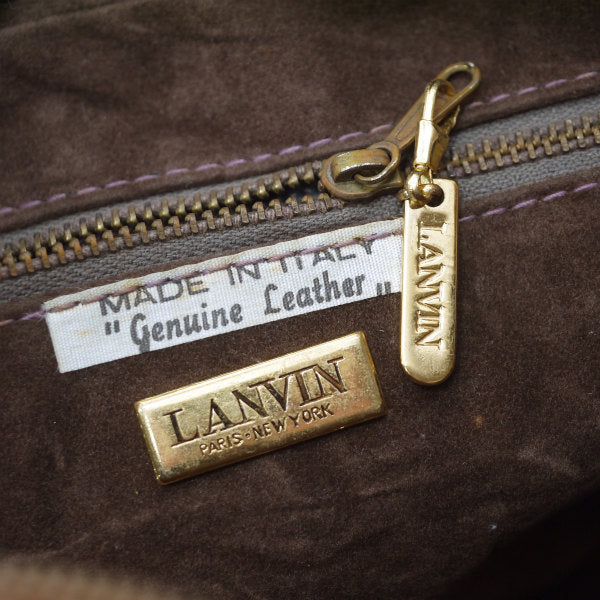 MADE IN ITALY
"Genuine Leather"
LANVIN
LANVIN
PARIS·NEW YORK